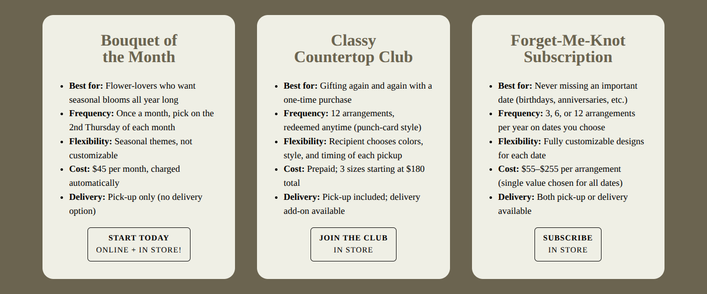 Bouquet of
the Month
• Best for: Flower-lovers who want
seasonal blooms all year long
• Frequency: Once a month, pick on the
2nd Thursday of each month
• Flexibility: Seasonal themes, not
customizable
• Cost: $45 per month, charged
automatically
• Delivery: Pick-up only (no delivery
option)
START TODAY
ONLINE + IN STORE!
Classy
Countertop Club
• Best for: Gifting again and again with a
one-time purchase
• Frequency: 12 arrangements,
redeemed anytime (punch-card style)
• Flexibility: Recipient chooses colors,
style, and timing of each pickup
• Cost: Prepaid; 3 sizes starting at $180
total
• Delivery: Pick-up included; delivery
add-on available
JOIN THE CLUB
IN STORE
Forget-Me-Knot
Subscription
• Best for: Never missing an important
date (birthdays, anniversaries, etc.)
• Frequency: 3, 6, or 12 arrangements
per year on dates you choose
• Flexibility: Fully customizable designs
for each date
• Cost: $55–$255 per arrangement
(single value chosen for all dates)
• Delivery: Both pick-up or delivery
available
SUBSCRIBE
IN STORE